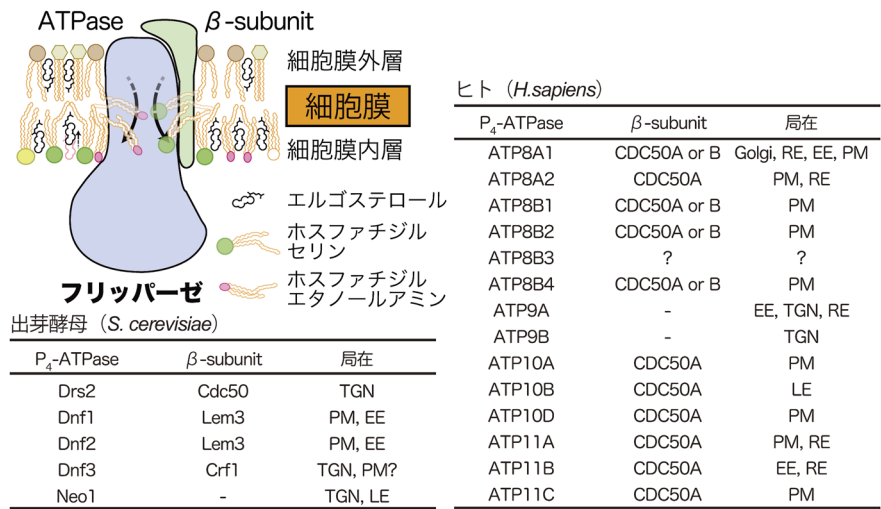 ATPase β-subunit
細胞膜外層
細胞膜
細胞膜内層
エルゴステロール
ホスファチジル
セリン
ホスファチジル
エタノールアミン
フリッパーゼ
出芽酵母（S. cerevisiae）
P4-ATPase β-subunit 局在
Drs2 Cdc50 TGN
Dnf1 Lem3 PM, EE
Dnf2 Lem3 PM, EE
Dnf3 Crf1 TGN, PM?
Neo1 - TGN, LE
ヒト（H.sapiens）
P4-ATPase β-subunit 局在
ATP8A1 CDC50A or B Golgi, RE, EE, PM
ATP8A2 CDC50A PM, RE
ATP8B1 CDC50A or B PM
ATP8B2 CDC50A or B PM
ATP8B3 ? ?
ATP8B4 CDC50A or B PM
ATP9A - EE, TGN, RE
ATP9B - TGN
ATP10A CDC50A PM
ATP10B CDC50A LE
ATP10D CDC50A PM
ATP11A CDC50A PM, RE
ATP11B CDC50A EE, RE
ATP11C CDC50A PM